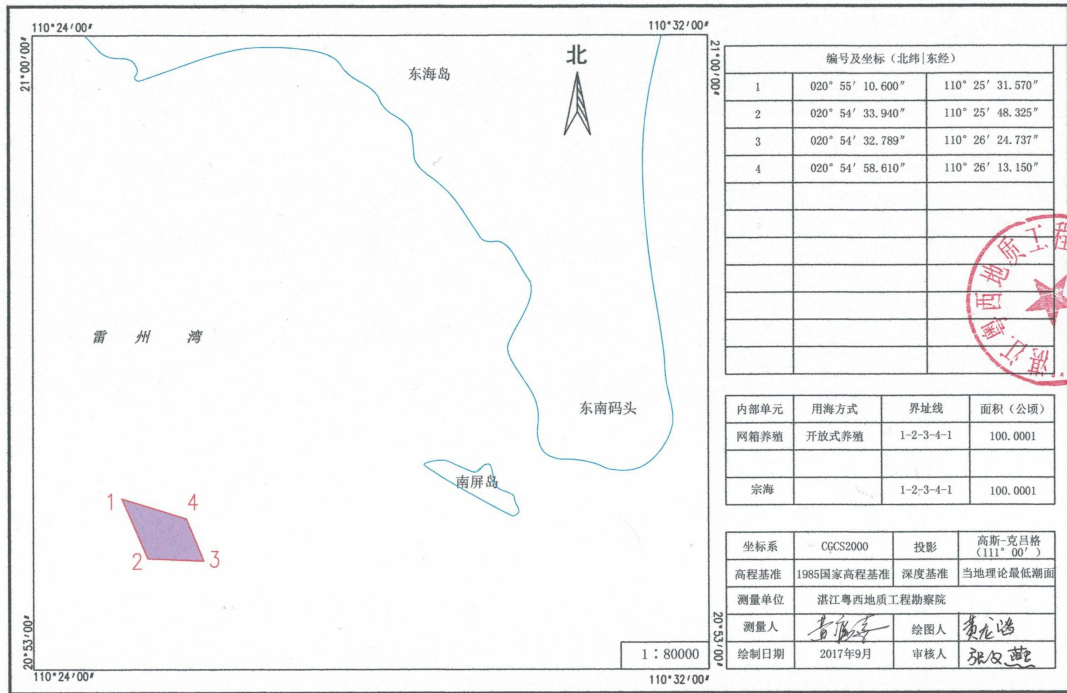 110° 24′00″
110° 32′00″
21°00′00″
21°00′00″
东海岛
北
雷 州 湾
东南码头
南屏岛
1
4
2
3
20°53′00″
20°53′00″
1：80000
110° 24′00″
110° 32′00″
编号及坐标（北纬|东经）
1 020° 55′ 10.600″ 110° 25′ 31.570″
2 020° 54′ 33.940″ 110° 25′ 48.325″
3 020° 54′ 32.789″ 110° 26′ 24.737″
4 020° 54′ 58.610″ 110° 26′ 13.150″
湛江粤西地质工程
内部单元 用海方式 界址线 面积（公顷）
网箱养殖 开放式养殖 1-2-3-4-1 100.0001
宗海 1-2-3-4-1 100.0001
坐标系 CGCS2000 投影 高斯-克吕格
(111° 00′)
高程基准 1985国家高程基准 深度基准 当地理论最低潮面
测量单位 湛江粤西地质工程勘察院
测量人 绘图人
绘制日期 2017年9月 审核人